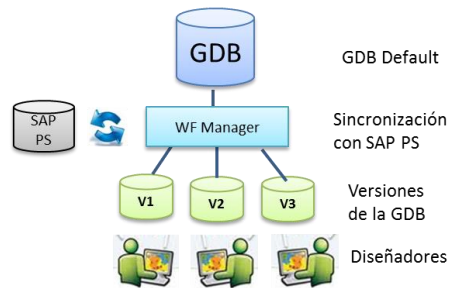 GDB
GDB Default
SAP
PS
WF Manager
Sincronización
con SAP PS
V1
V2
V3
Versiones
de la GDB
Diseñadores